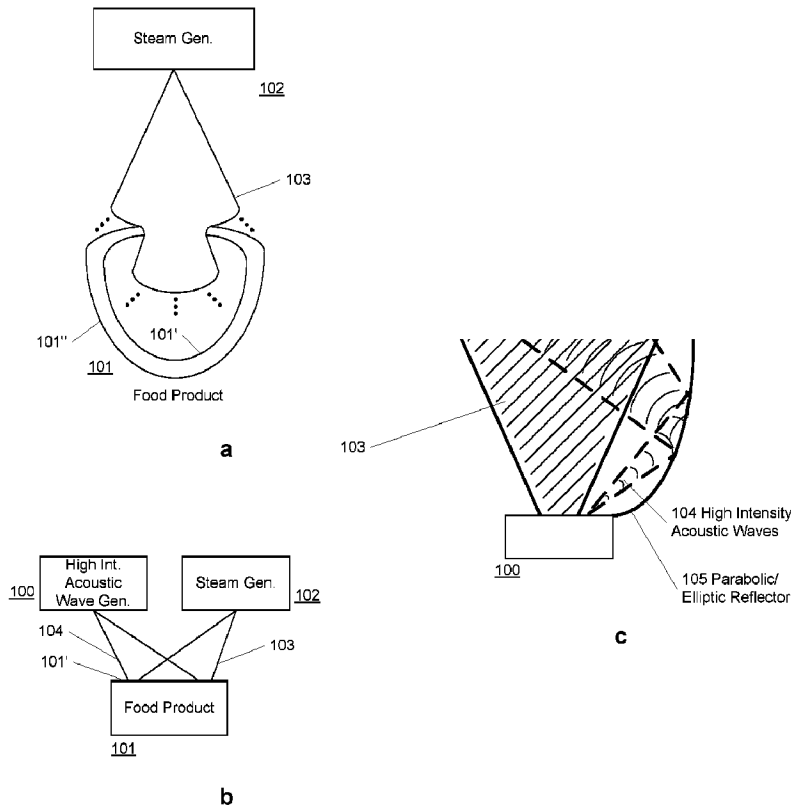 Steam Gen.
102
103
101"
101'
101
Food Product
a
High Int.
Acoustic
Wave Gen.
100
Steam Gen.
102
104
103
101'
Food Product
101
b
103
104 High Intensity
Acoustic Waves
100
105 Parabolic/
Elliptic Reflector
c